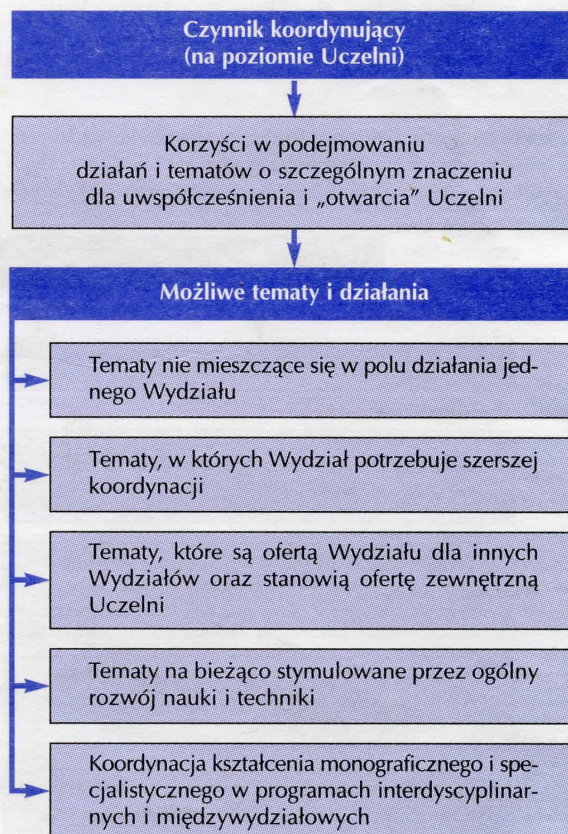 Czynnik koordynujący
(na poziomie Uczelni)
Korzyści w podejmowaniu
działań i tematów o szczególnym znaczeniu
dla uwspółcześnienia i „otwarcia” Uczelni
Możliwe tematy i działania
Tematy nie mieszczące się w polu działania jed-
nego Wydziału
Tematy, w których Wydział potrzebuje szerszej
koordynacji
Tematy, które są ofertą Wydziału dla innych
Wydziałów oraz stanowią ofertę zewnętrzną
Uczelni
Tematy na bieżąco stymulowane przez ogólny
rozwój nauki i techniki
Koordynacja kształcenia monograficznego i spe-
cjalistycznego w programach interdyscyplinar-
nych i międzywydziałowych